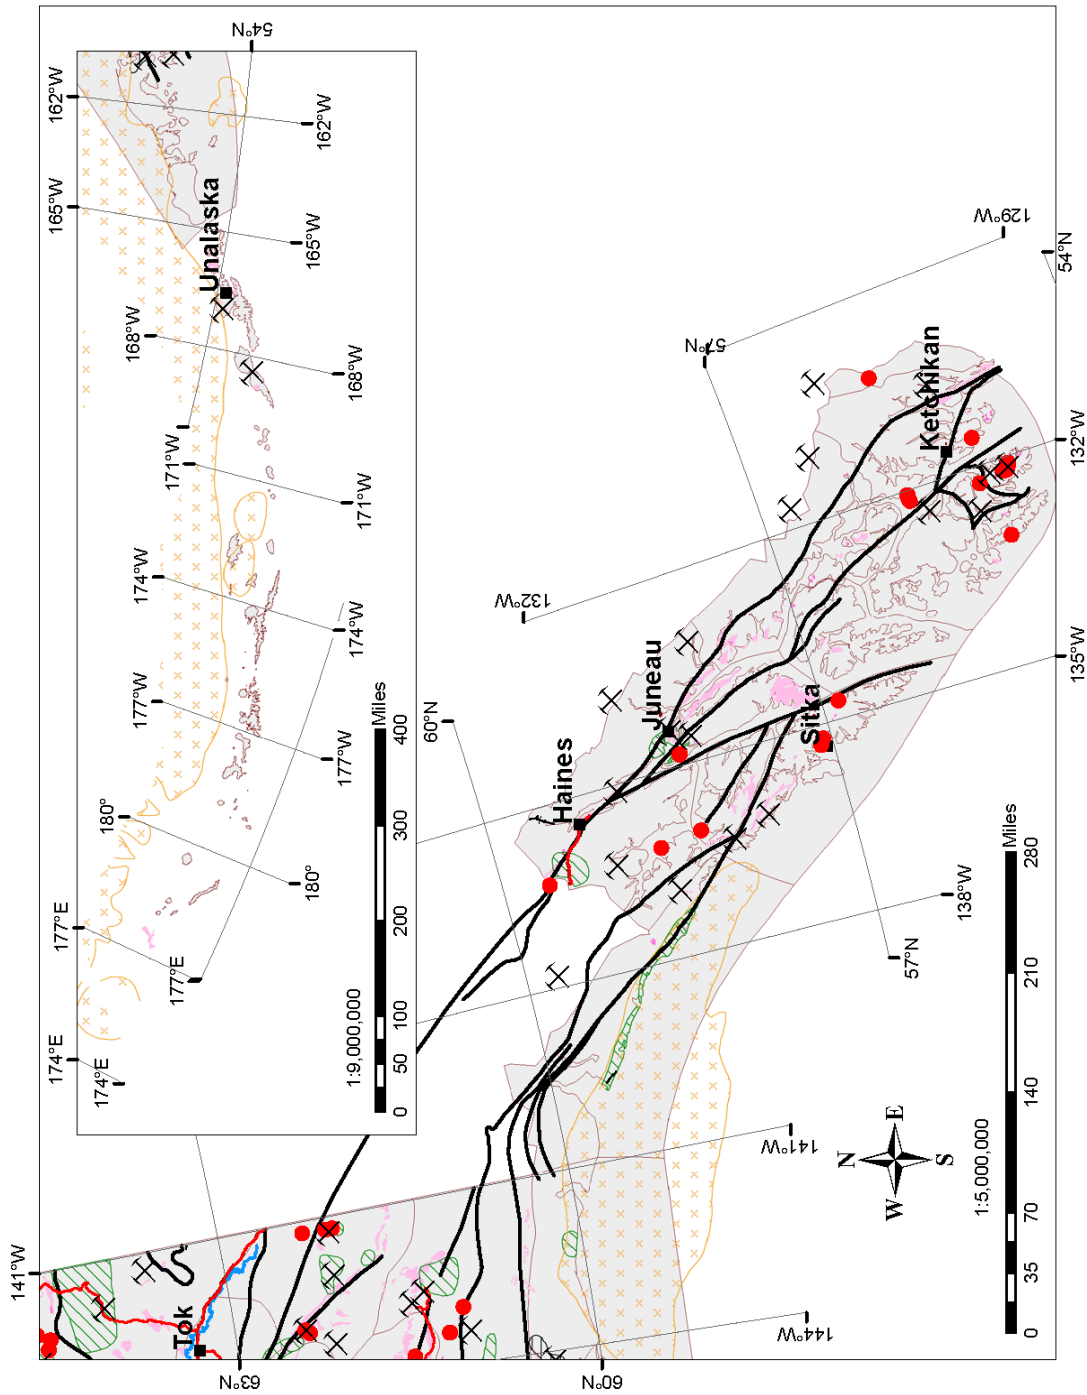 54°N
162°W
162°W
165°W
165°W
Unalaska
168°W
168°W
171°W
171°W
174°W
174°W
177°W
177°W
180°
180°
177°E
177°E
174°E
174°E
1:9,000,000
0 50 100 200 300 400
Miles
129°W
54°N
57°N
Ketchikan
132°W
132°W
Juneau
Sitka
135°W
60°N
Haines
138°W
57°N
141°W
141°W
144°W
Tok
63°N
60°N
N
W E
S
1:5,000,000
0 35 70 140 210 280
Miles